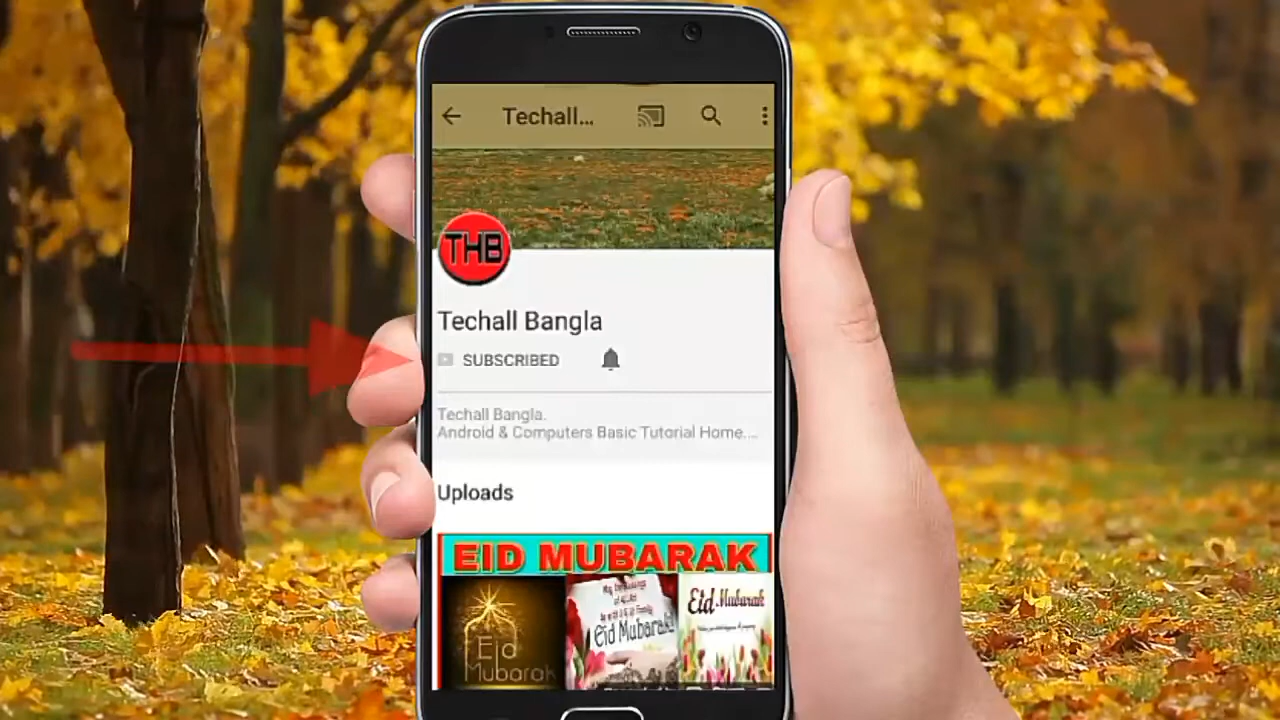 Techall...
THB
Techall Bangla
SUBSCRIBED
Techall Bangla.
Android & Computers Basic Tutorial Home....
Uploads
EID MUBARAK
Eid
Mubarak
Eid Mubarak!
Eid Mubarak